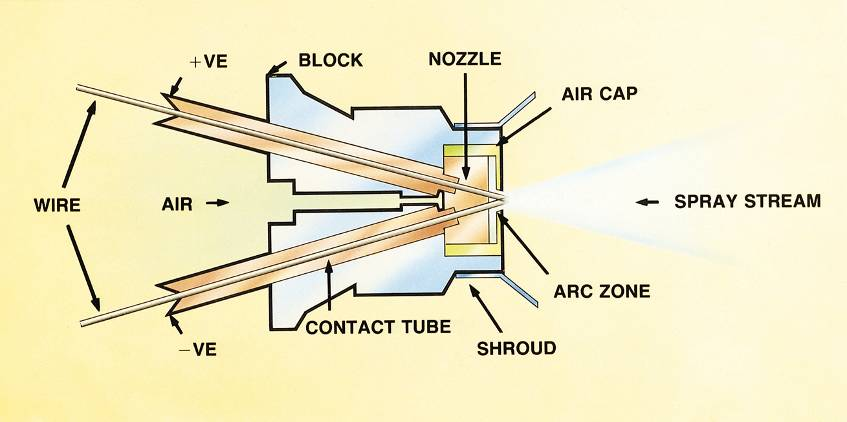 +VE
BLOCK
NOZZLE
AIR CAP
WIRE
AIR
SPRAY STREAM
ARC ZONE
CONTACT TUBE
SHROUD
−VE